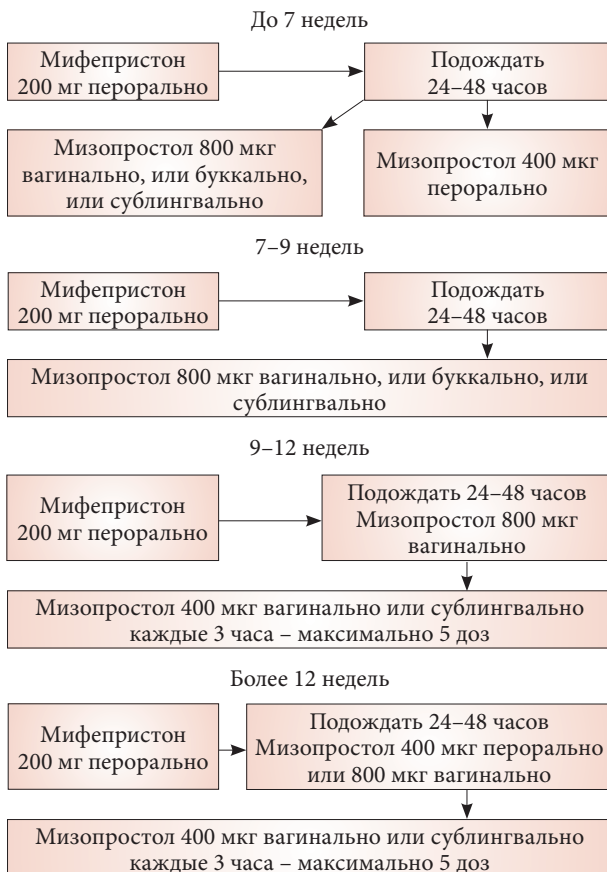 До 7 недель
Мифепристон
200 мг перорально
Подождать
24–48 часов
Мизопростол 800 мкг
вагинально, или буккально,
или сублингвально
Мизопростол 400 мкг
перорально
7–9 недель
Мифепристон
200 мг перорально
Подождать
24–48 часов
Мизопростол 800 мкг вагинально, или буккально, или
сублингвально
9–12 недель
Мифепристон
200 мг перорально
Подождать 24–48 часов
Мизопростол 800 мкг
вагинально
Мизопростол 400 мкг вагинально или сублингвально
каждые 3 часа – максимально 5 доз
Более 12 недель
Мифепристон
200 мг перорально
Подождать 24–48 часов
Мизопростол 400 мкг перорально
или 800 мкг вагинально
Мизопростол 400 мкг вагинально или сублингвально
каждые 3 часа – максимально 5 доз